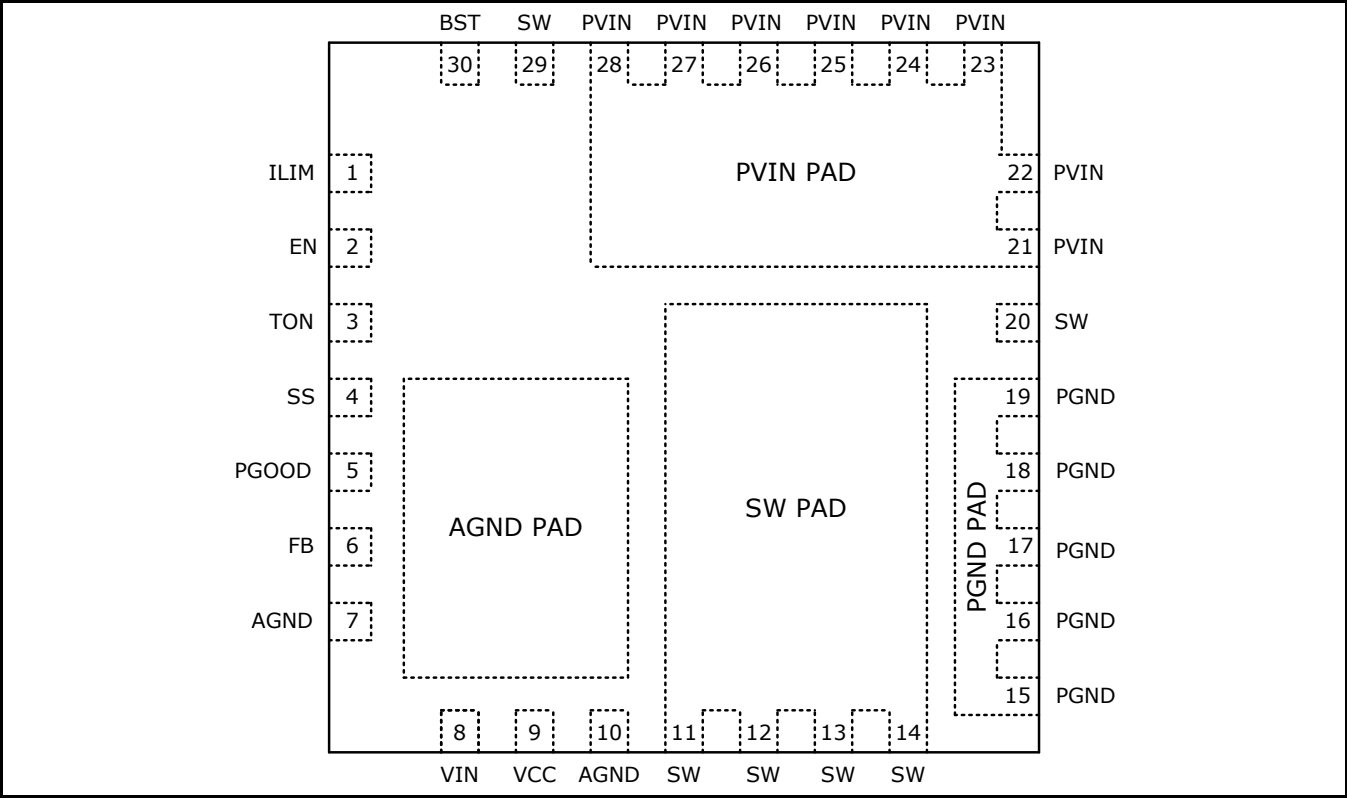 BST SW PVIN PVIN PVIN PVIN PVIN PVIN
30 29 28 27 26 25 24 23
ILIM 1 PVIN PAD 22 PVIN
EN 2 21 PVIN
TON 3 20 SW
SS 4 19 PGND
PGOOD 5 18 PGND
AGND PAD SW PAD PGND PAD
FB 6 17 PGND
AGND 7 16 PGND
15 PGND
8 9 10 11 12 13 14
VIN VCC AGND SW SW SW SW